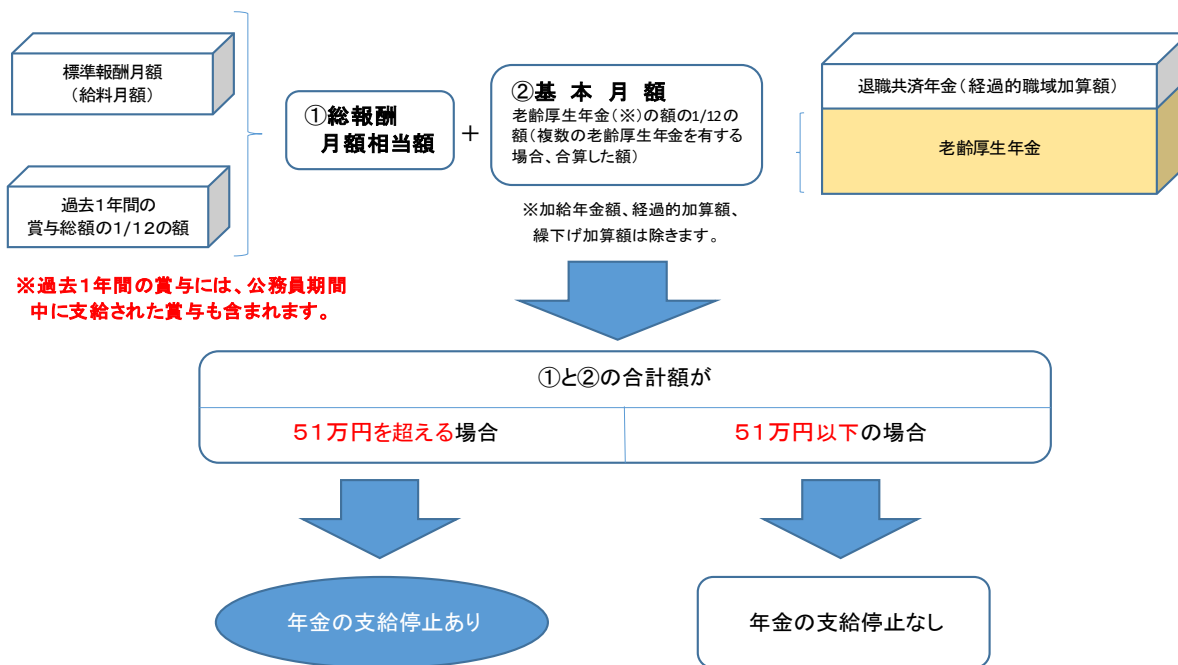 標準報酬月額
(給料月額)
過去1年間の
賞与総額の1/12の額
※過去1年間の賞与には、公務員期間
中に支給された賞与も含まれます。
①総報酬
月額相当額
+
②基本月額
老齢厚生年金(※)の額の1/12の
額(複数の老齢厚生年金を有する
場合、合算した額)
※加給年金額、経過的加算額、
繰下げ加算額は除きます。
退職共済年金(経過的職域加算額)
老齢厚生年金
①と②の合計額が
51万円を超える場合
51万円以下の場合
年金の支給停止あり
年金の支給停止なし